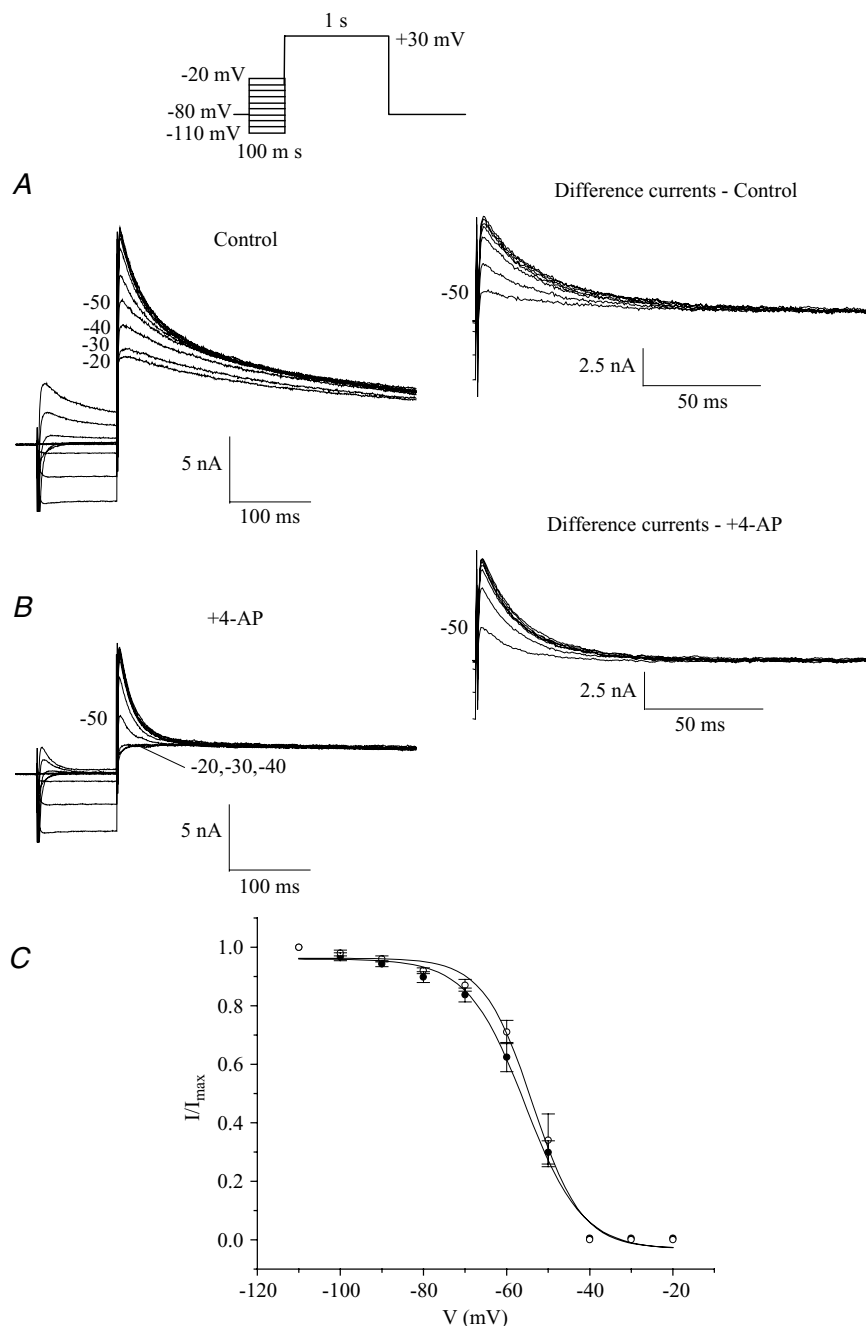 1 s
+30 mV
-20 mV
-80 mV
-110 mV
100 m s
A
Control
-50
-40
-30
-20
5 nA
100 ms
Difference currents - Control
-50
2.5 nA
50 ms
B
+4-AP
-50
-20,-30,-40
5 nA
100 ms
Difference currents - +4-AP
-50
2.5 nA
50 ms
C
1.0
0.8
0.6
0.4
0.2
0.0
I/Imax
-120 -100 -80 -60 -40 -20
V (mV)